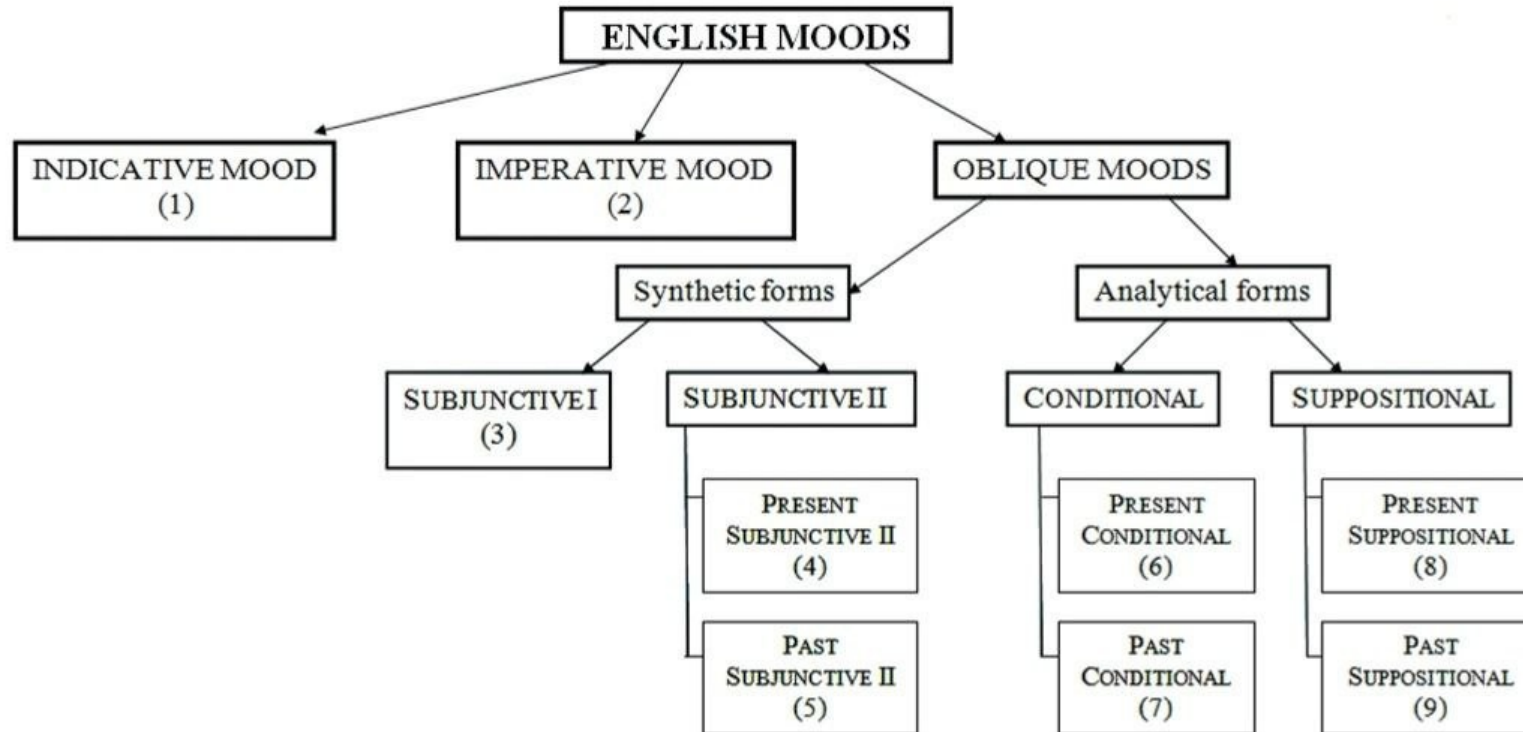 ENGLISH MOODS
INDICATIVE MOOD
(1)
IMPERATIVE MOOD
(2)
OBLIQUE MOODS
Synthetic forms
Analytical forms
SUBJUNCTIVE I
(3)
SUBJUNCTIVE II
CONDITIONAL
SUPPOSITIONAL
PRESENT
SUBJUNCTIVE II
(4)
PRESENT
CONDITIONAL
(6)
PRESENT
SUPPOSITIONAL
(8)
PAST
SUBJUNCTIVE II
(5)
PAST
CONDITIONAL
(7)
PAST
SUPPOSITIONAL
(9)